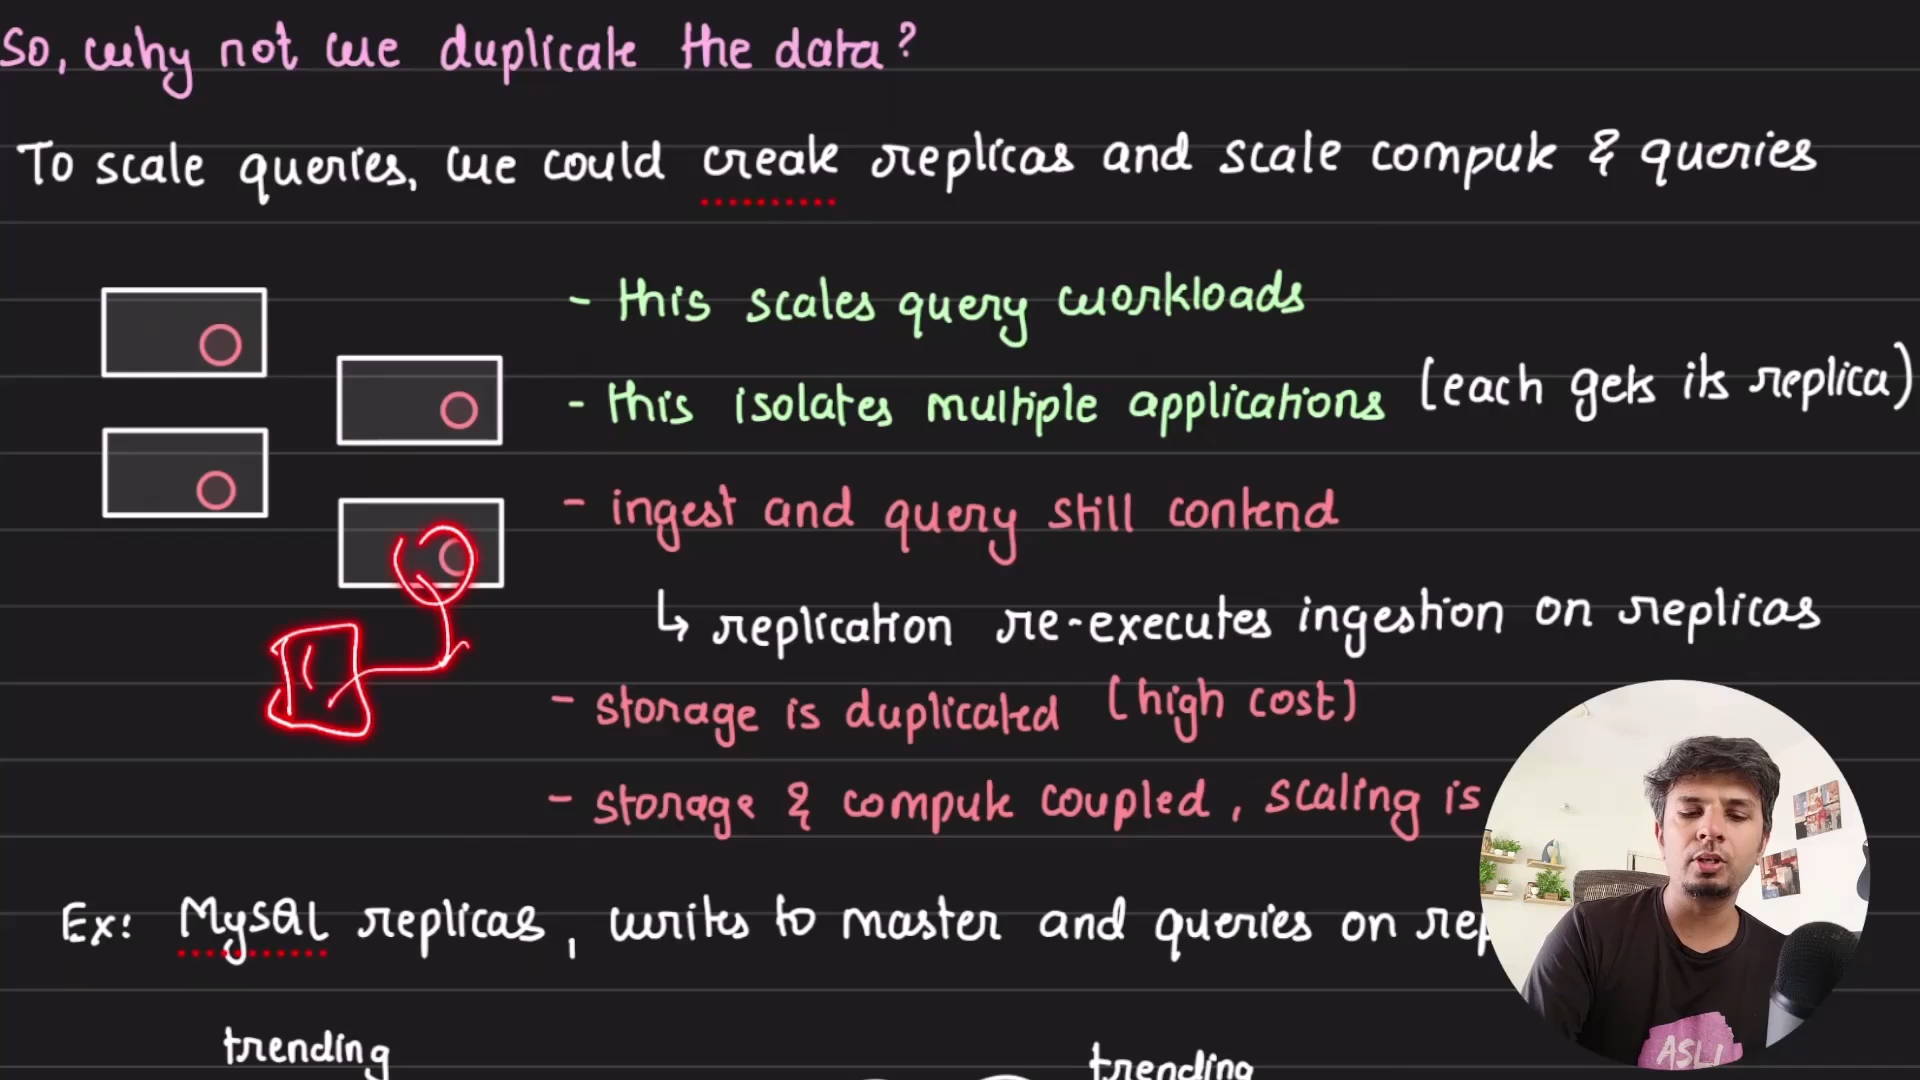 So, why not we duplicate the data?
To scale queries, we could create replicas and scale compute & queries
- this scales query workloads
- this isolates multiple applications (each gets its replica)
- ingest and query still contend
↳ replication re-executes ingestion on replicas
- storage is duplicated (high cost)
- storage & compute coupled, scaling is
Ex: MySQL replicas, writes to master and queries on rep
trending
trending
ASLI